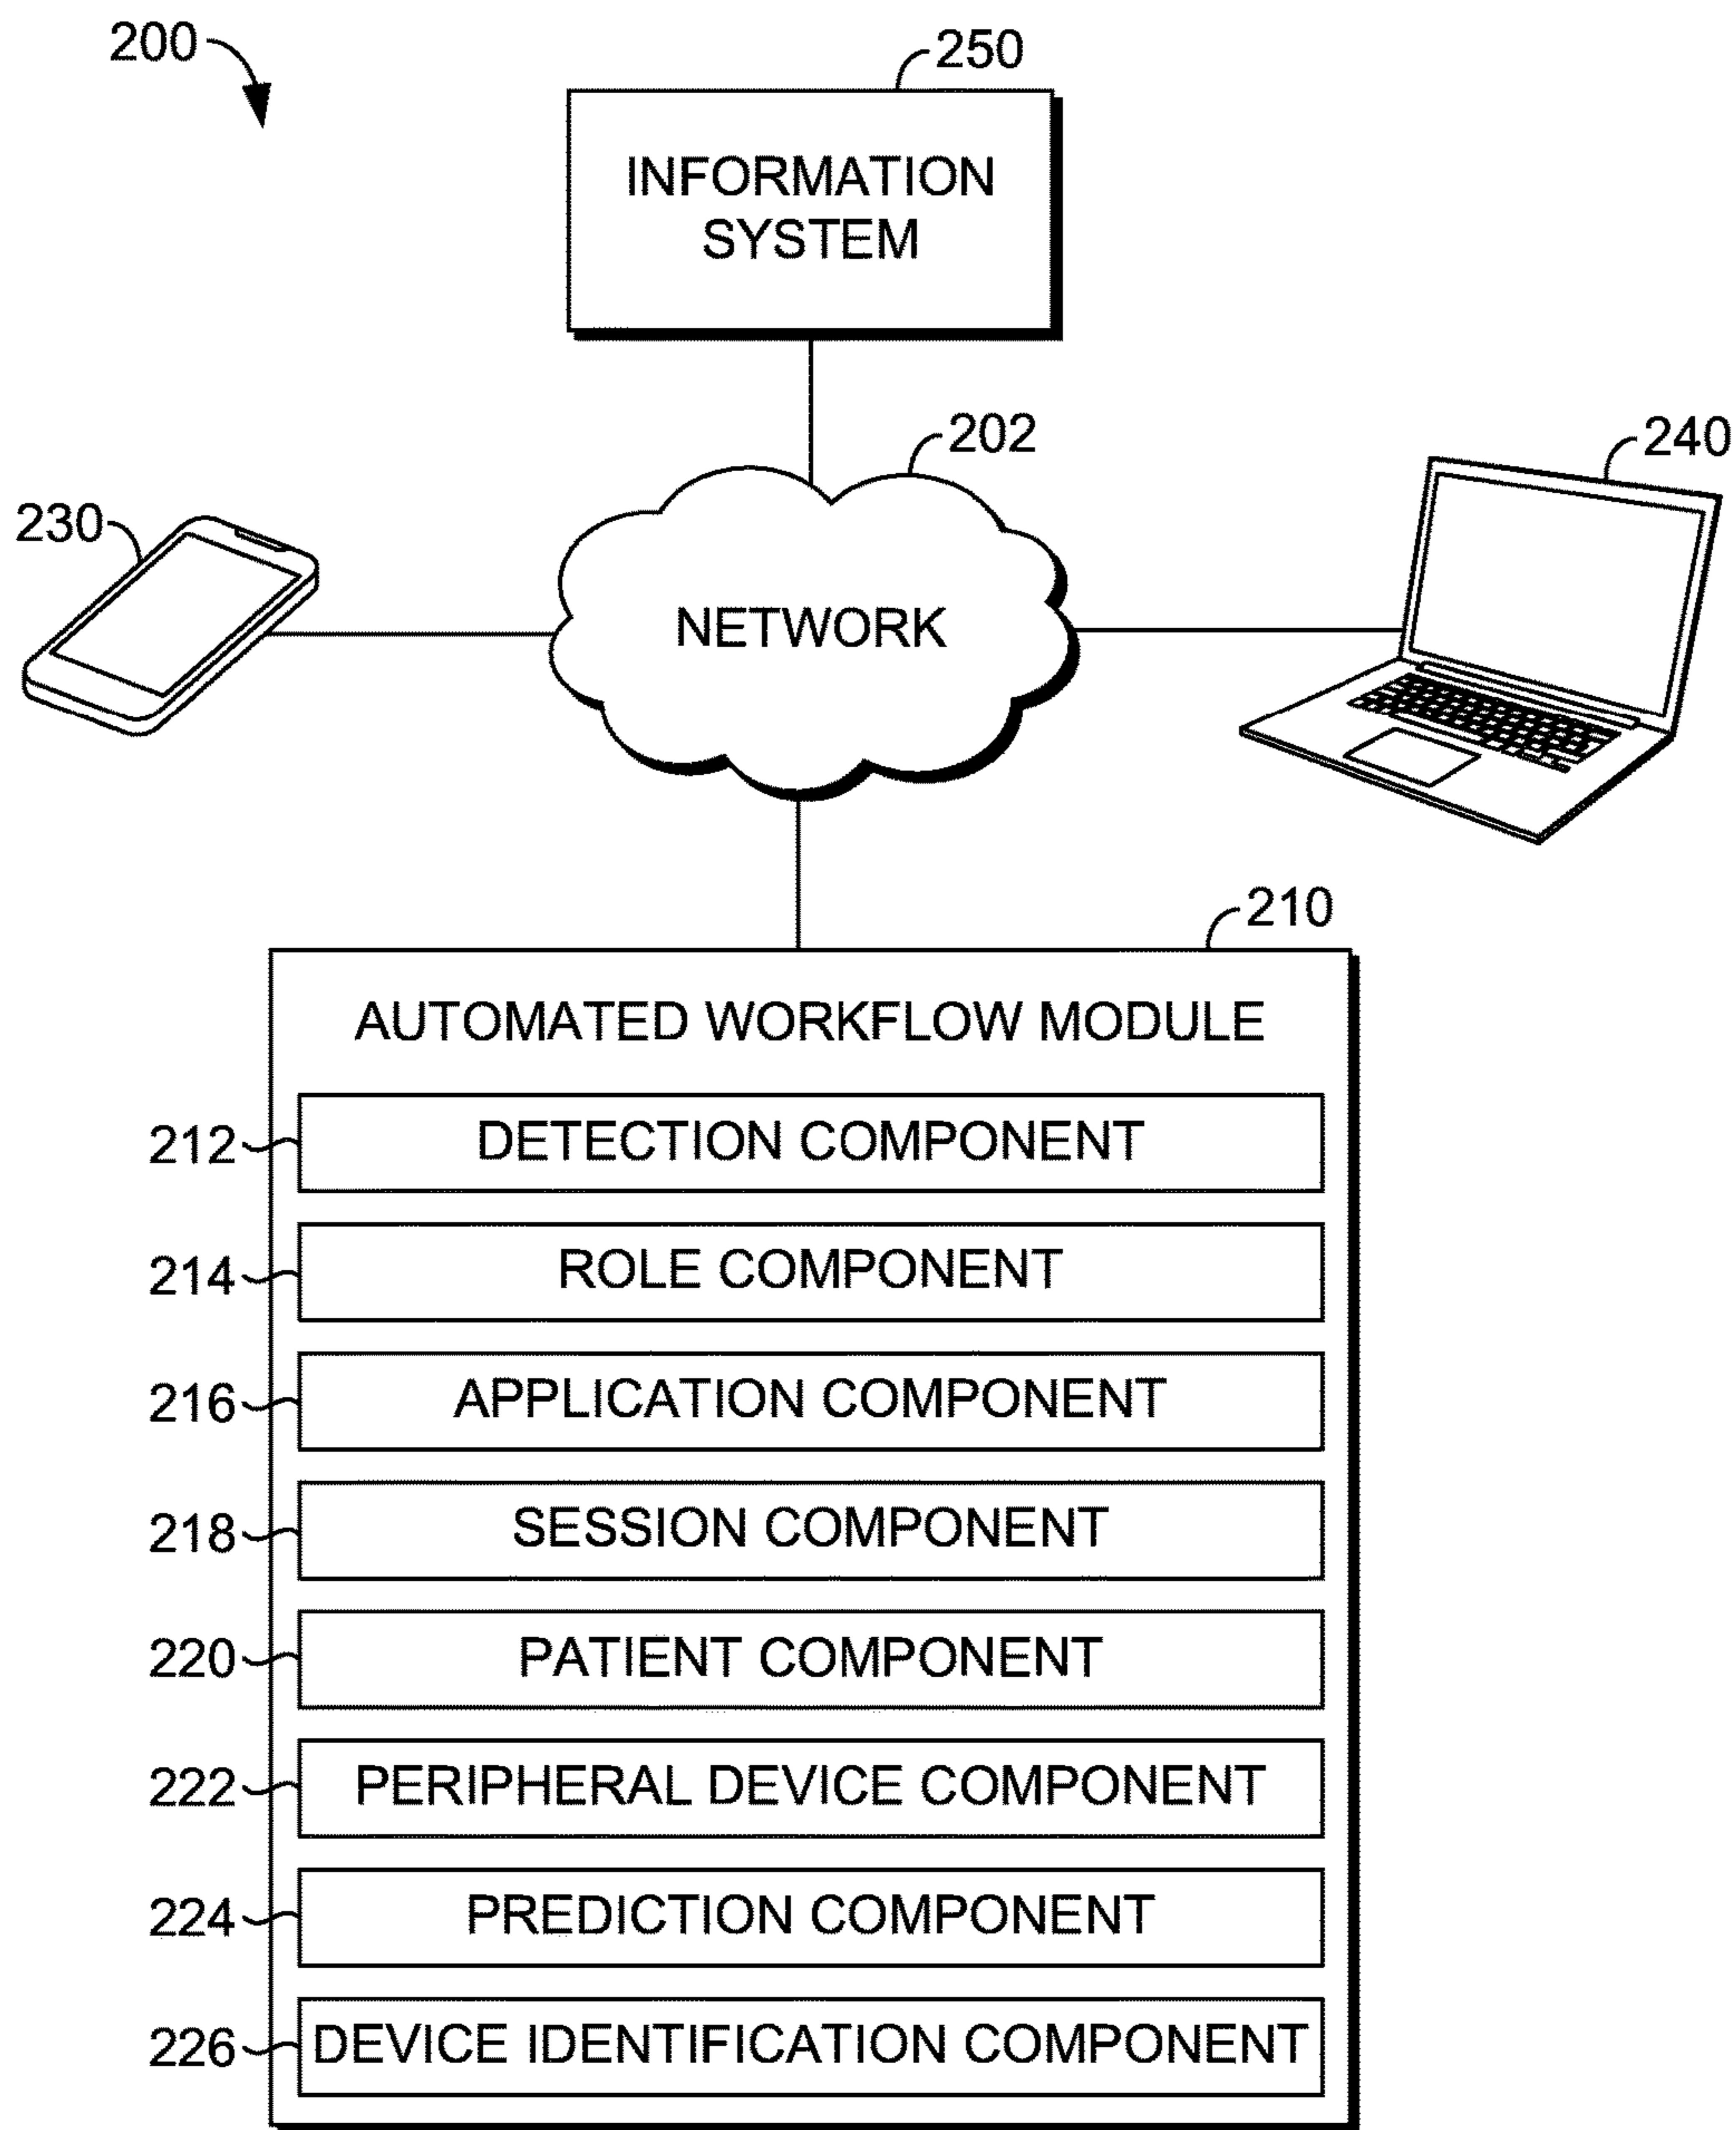 200
250
INFORMATION
SYSTEM
202
240
230
NETWORK
210
AUTOMATED WORKFLOW MODULE
212 DETECTION COMPONENT
214 ROLE COMPONENT
216 APPLICATION COMPONENT
218 SESSION COMPONENT
220 PATIENT COMPONENT
222 PERIPHERAL DEVICE COMPONENT
224 PREDICTION COMPONENT
226 DEVICE IDENTIFICATION COMPONENT